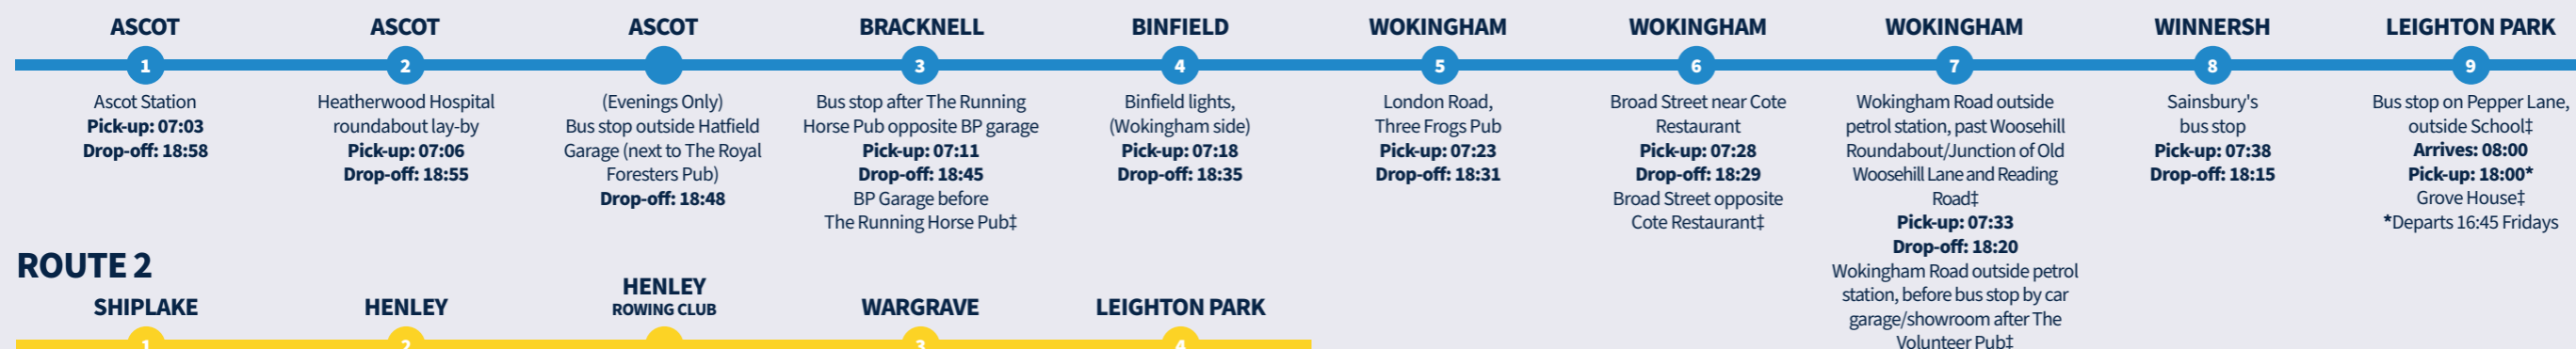 ASCOT
1
Ascot Station
Pick-up: 07:03
Drop-off: 18:58
ASCOT
2
Heatherwood Hospital
roundabout lay-by
Pick-up: 07:06
Drop-off: 18:55
ASCOT
(Evenings Only)
Bus stop outside Hatfield
Garage (next to The Royal
Foresters Pub)
Drop-off: 18:48
BRACKNELL
3
Bus stop after The Running
Horse Pub opposite BP garage
Pick-up: 07:11
Drop-off: 18:45
BP Garage before
The Running Horse Pub‡
BINFIELD
4
Binfield lights,
(Wokingham side)
Pick-up: 07:18
Drop-off: 18:35
WOKINGHAM
5
London Road,
Three Frogs Pub
Pick-up: 07:23
Drop-off: 18:31
WOKINGHAM
6
Broad Street near Cote
Restaurant
Pick-up: 07:28
Drop-off: 18:29
Broad Street opposite
Cote Restaurant‡
WOKINGHAM
7
Wokingham Road outside
petrol station, past Woosehill
Roundabout/Junction of Old
Woosehill Lane and Reading
Road‡
Pick-up: 07:33
Drop-off: 18:20
Wokingham Road outside petrol
station, before bus stop by car
garage/showroom after The
Volunteer Pub‡
WINNERSH
8
Sainsbury's
bus stop
Pick-up: 07:38
Drop-off: 18:15
LEIGHTON PARK
9
Bus stop on Pepper Lane,
outside School‡
Arrives: 08:00
Pick-up: 18:00*
Grove House‡
*Departs 16:45 Fridays
ROUTE 2
SHIPLAKE
1
HENLEY
2
HENLEY
ROWING CLUB
WARGRAVE
3
LEIGHTON PARK
4